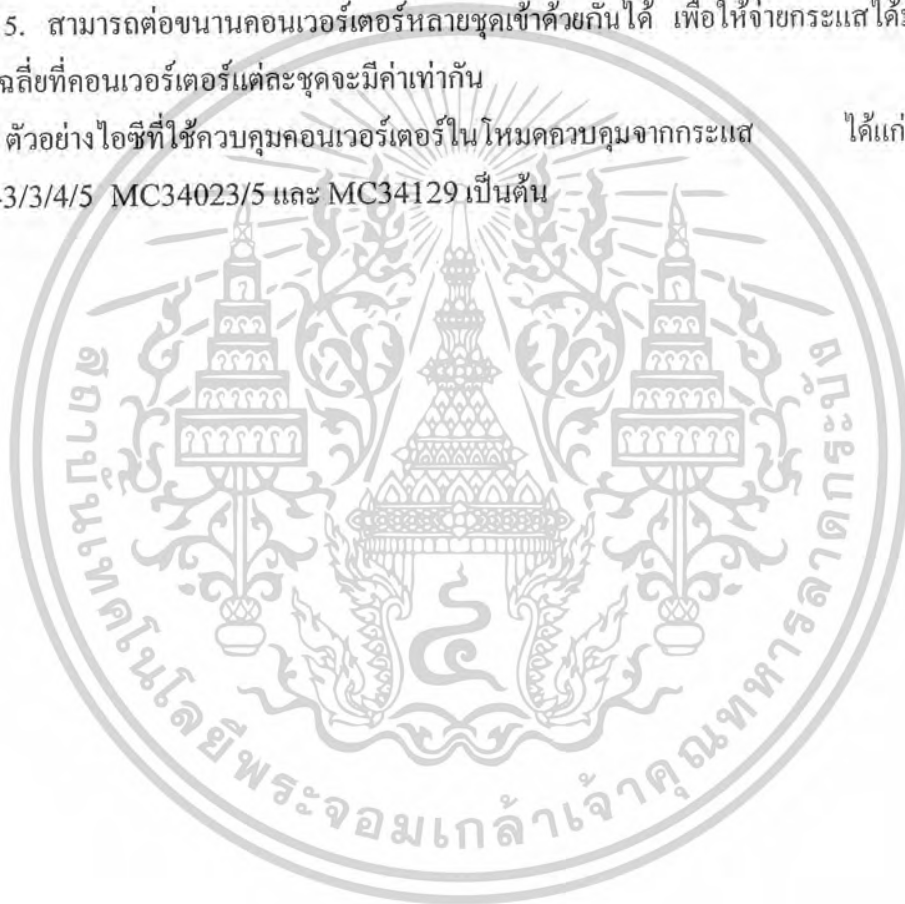 5. สามารถต่อขนานคอนเวอร์เตอร์หลายชุดเข้าด้วยกันได้ เพื่อให้จ่ายกระแสได้
ฉลี่ยที่คอนเวอร์เตอร์แต่ละชุดจะมีค่าเท่ากัน
ตัวอย่างไอซีที่ใช้ควบคุมคอนเวอร์เตอร์ในโหมดควบคุมจากกระแส ได้แก่
3/3/4/5 MC34023/5 และ MC34129 เป็นต้น
สถาบันเทคโนโลยีพระจอมเกล้าเจ้าคุณทหารลาดกระบัง